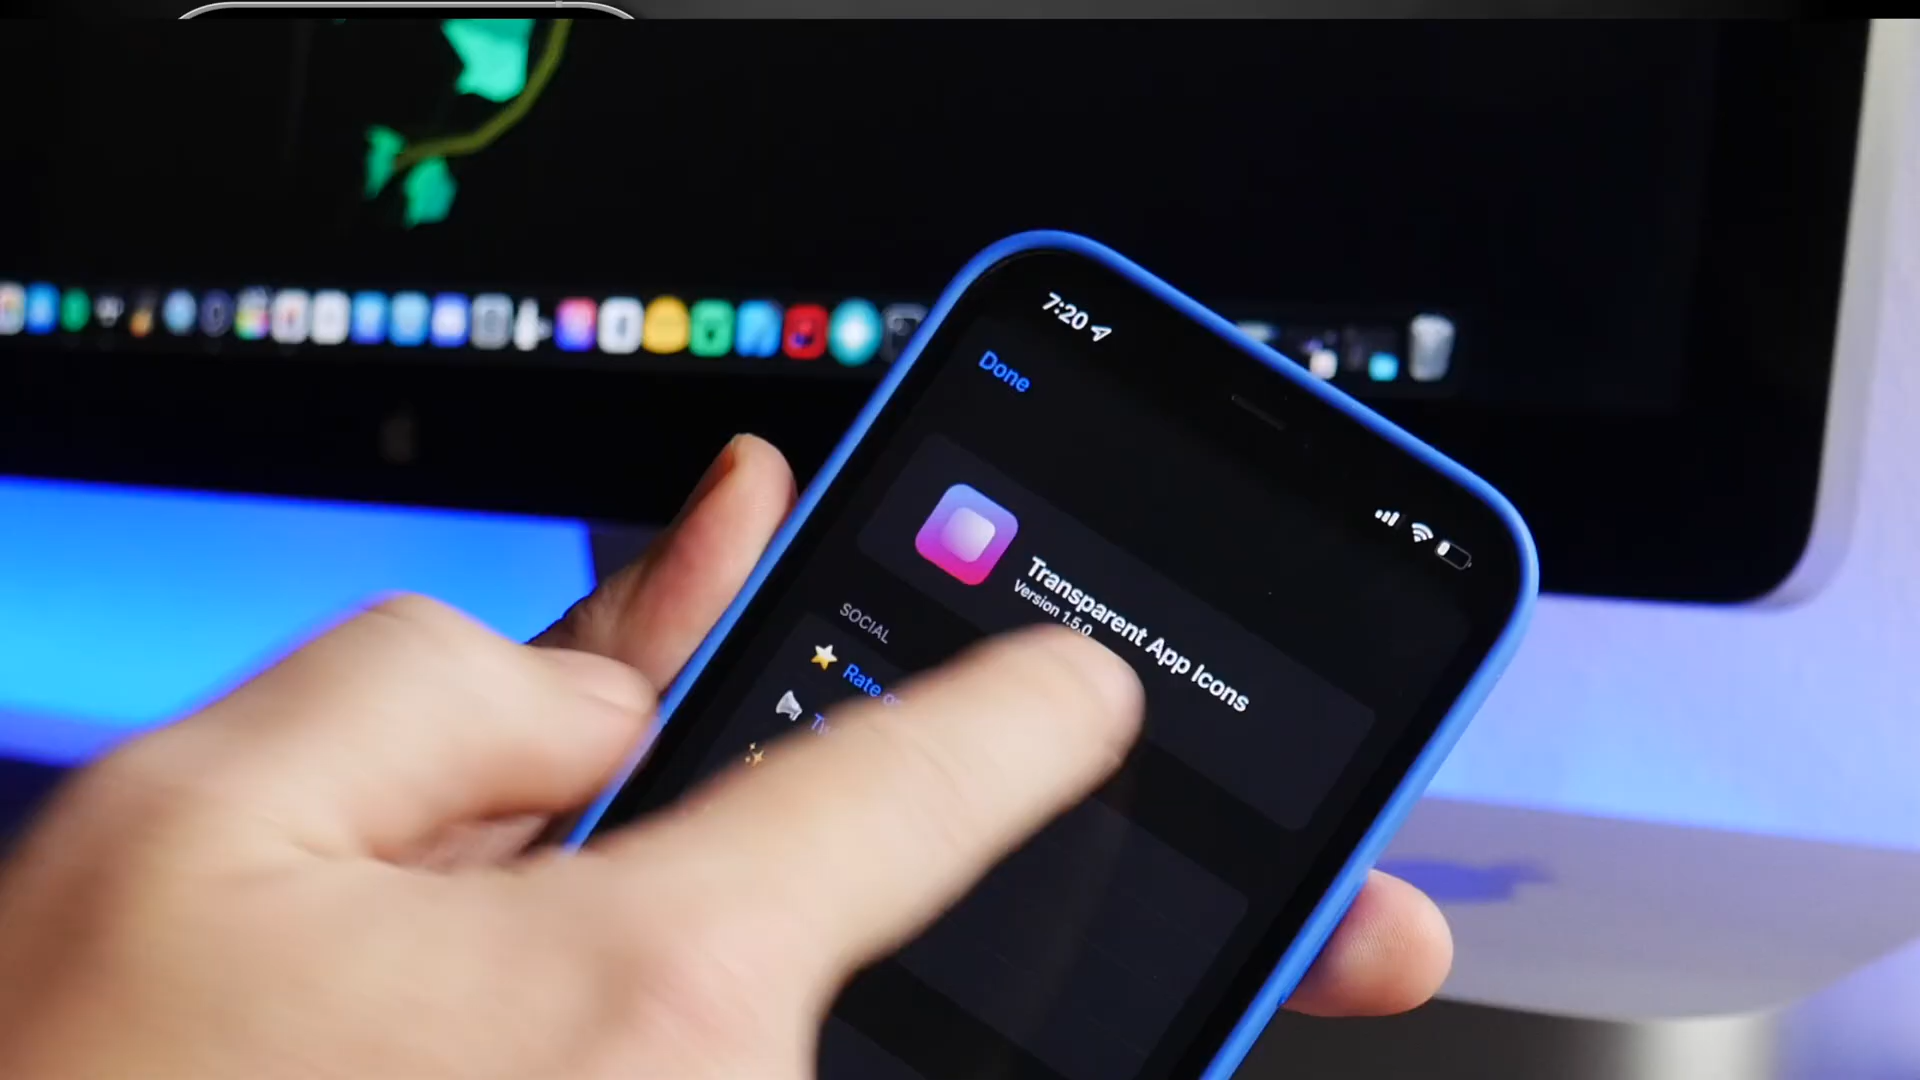 7:20
Done
Transparent App Icons
Version 1.5.0
SOCIAL
Rate